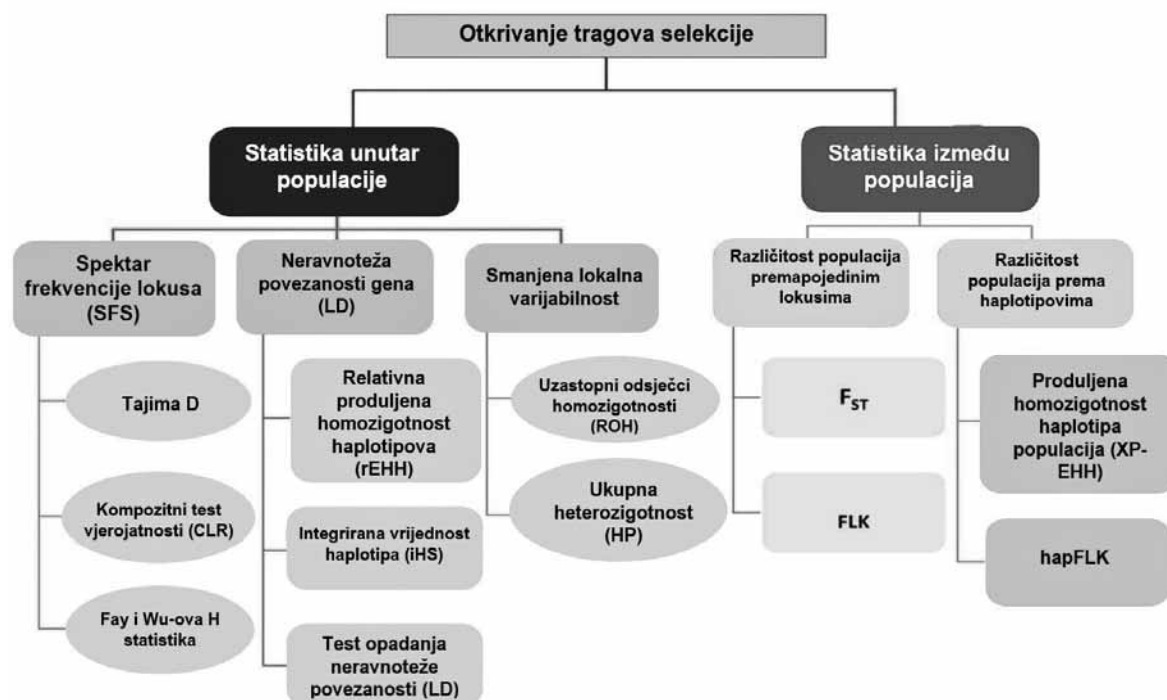 Otkrivanje tragova selekcije
Statistika unutar
populacije
Statistika između
populacija
Spektar
frekvencije lokusa
(SFS)
Neravnoteža
povezanosti gena
(LD)
Smanjena lokalna
varijabilnost
Različitost populacija
premapojedinim
lokusima
Različitost
populacija prema
haplotipovima
Tajima D
Kompozitni test
vjerojatnosti (CLR)
Fay i Wu-ova H
statistika
Relativna
produljena
homozigotnost
haplotipova
(rEHH)
Integrirana vrijednost
haplotipa (iHS)
Test opadanja
neravnoteže
povezanosti (LD)
Uzastopni odsječci
homozigotnosti
(ROH)
Ukupna
heterozigotnost
(HP)
FST
FLK
Produljena
homozigotnost
haplotipa
populacija (XP-
EHH)
hapFLK